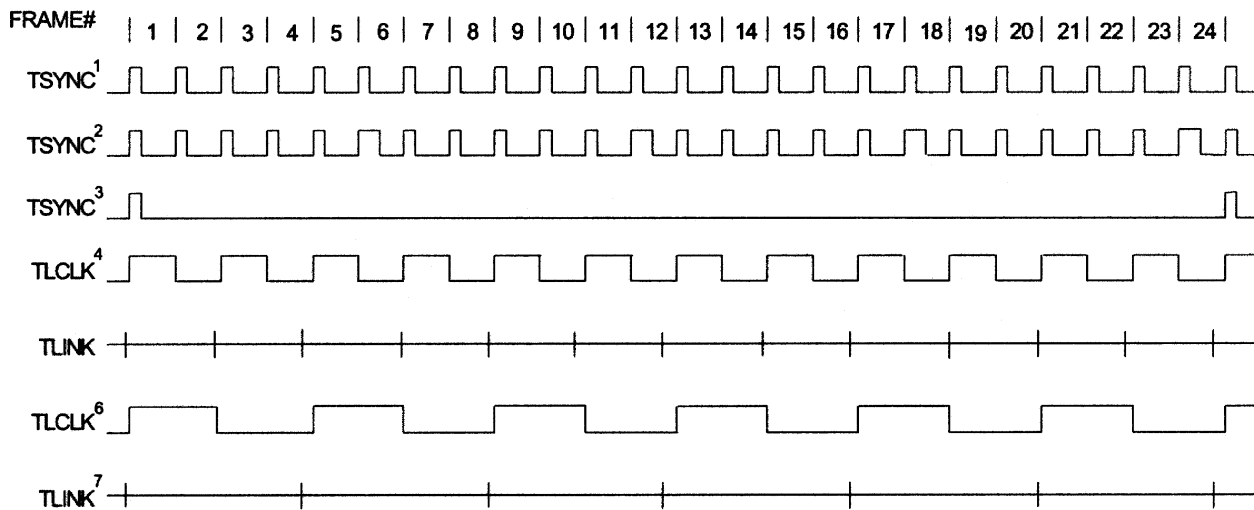 FRAME# 1 2 3 4 5 6 7 8 9 10 11 12 13 14 15 16 17 18 19 20 21 22 23 24
TSYNC1
TSYNC2
TSYNC3
TLCLK4
TLINK
TLCLK6
TLINK7